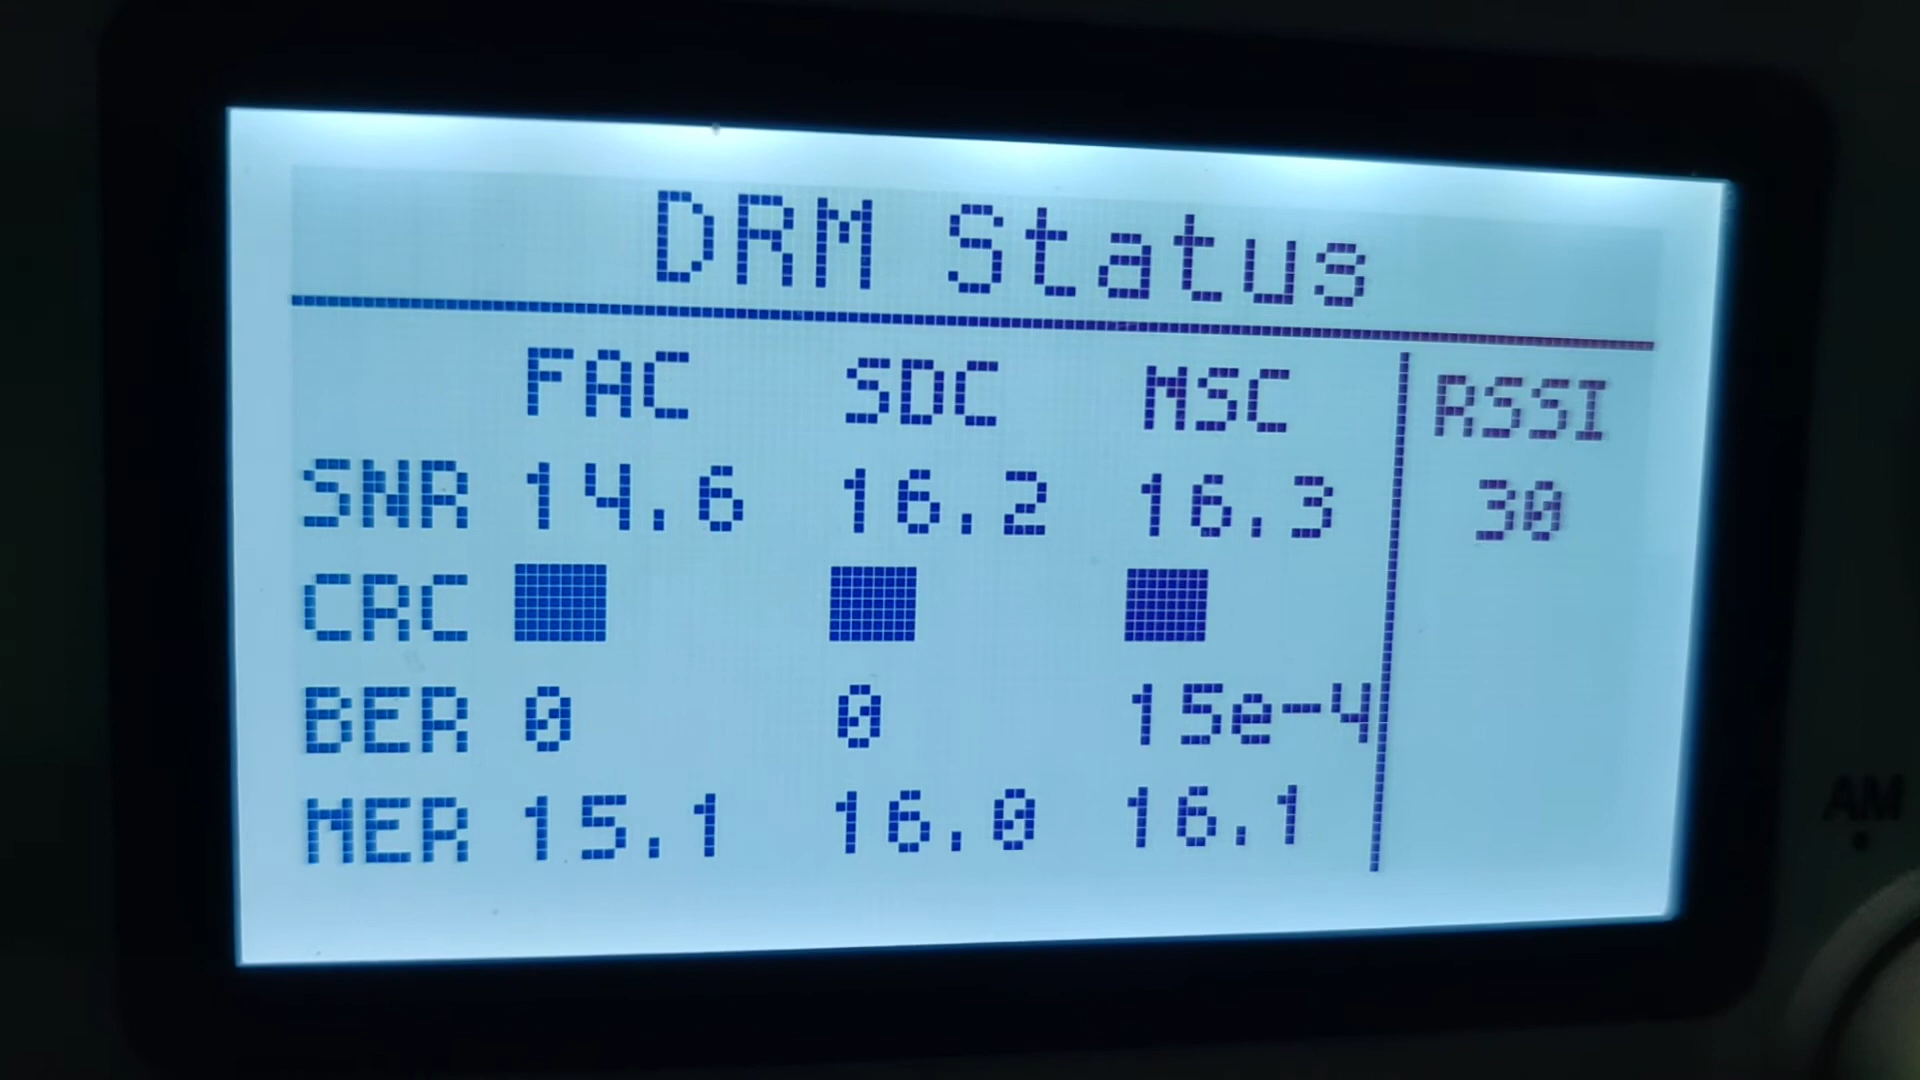 DRM Status
FAC SDC MSC RSSI
SNR 14.6 16.2 16.3 30
CRC
BER 0 0 15e-4
MER 15.1 16.0 16.1
AM